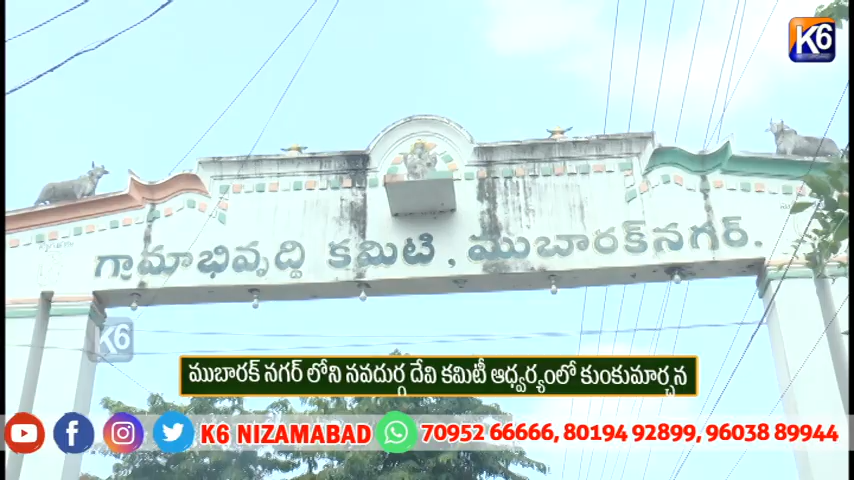 K6
గ్రామాభివృద్ది కమిటి, ముబారక్‌నగర్.
K6
ముబారక్ నగర్ లోని నవదుర్గ దేవి కమిటీ ఆధ్వర్యంలో కుంకుమార్చన
K6 NIZAMABAD 70952 66666, 80194 92899, 96038 89944